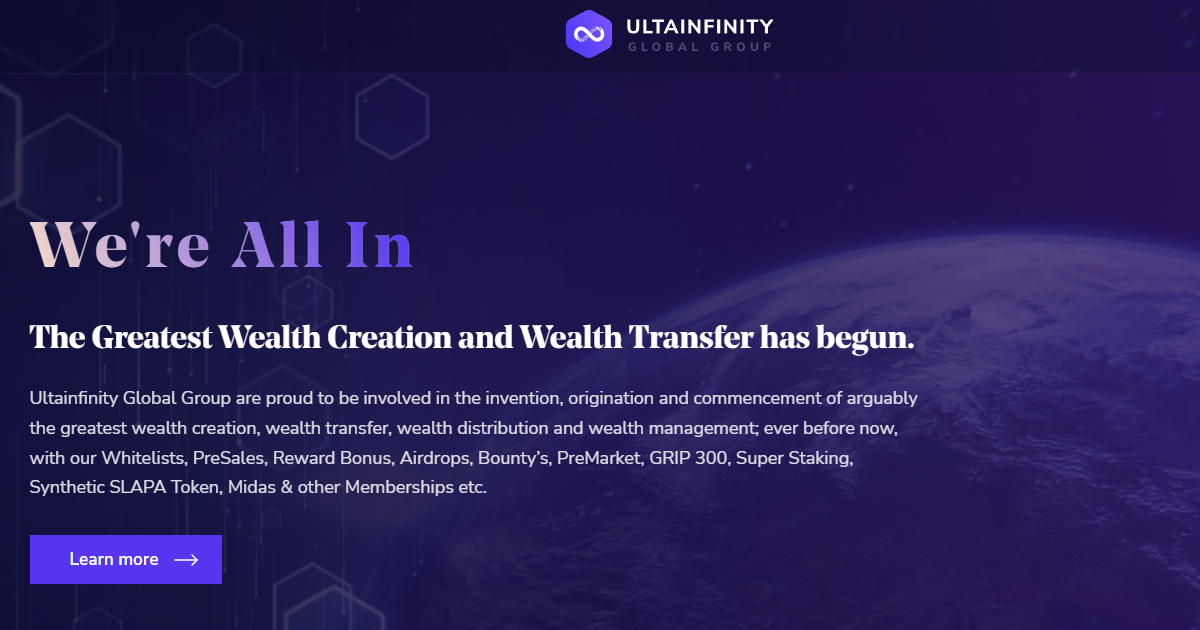 ULTAINFINITY
GLOBAL GROUP
We're All In
The Greatest Wealth Creation and Wealth Transfer has begun.
Ultainfinity Global Group are proud to be involved in the invention, origination and commencement of arguably
the greatest wealth creation, wealth transfer, wealth distribution and wealth management; ever before now,
with our Whitelists, PreSales, Reward Bonus, Airdrops, Bounty’s, PreMarket, GRIP 300, Super Staking,
Synthetic SLAPA Token, Midas & other Memberships etc.
Learn more